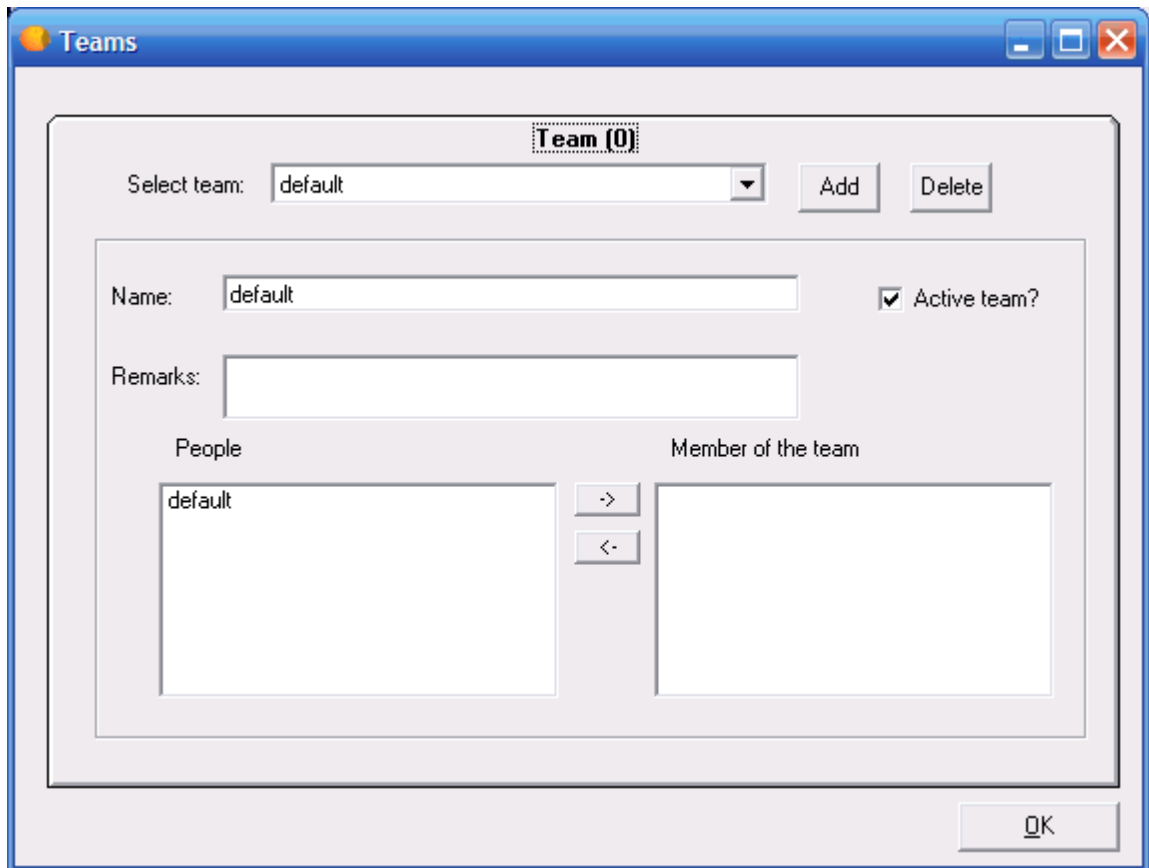 Teams
Team (0)
Select team: default Add Delete
Name: default Active team?
Remarks:
People Member of the team
default ->
<-
OK